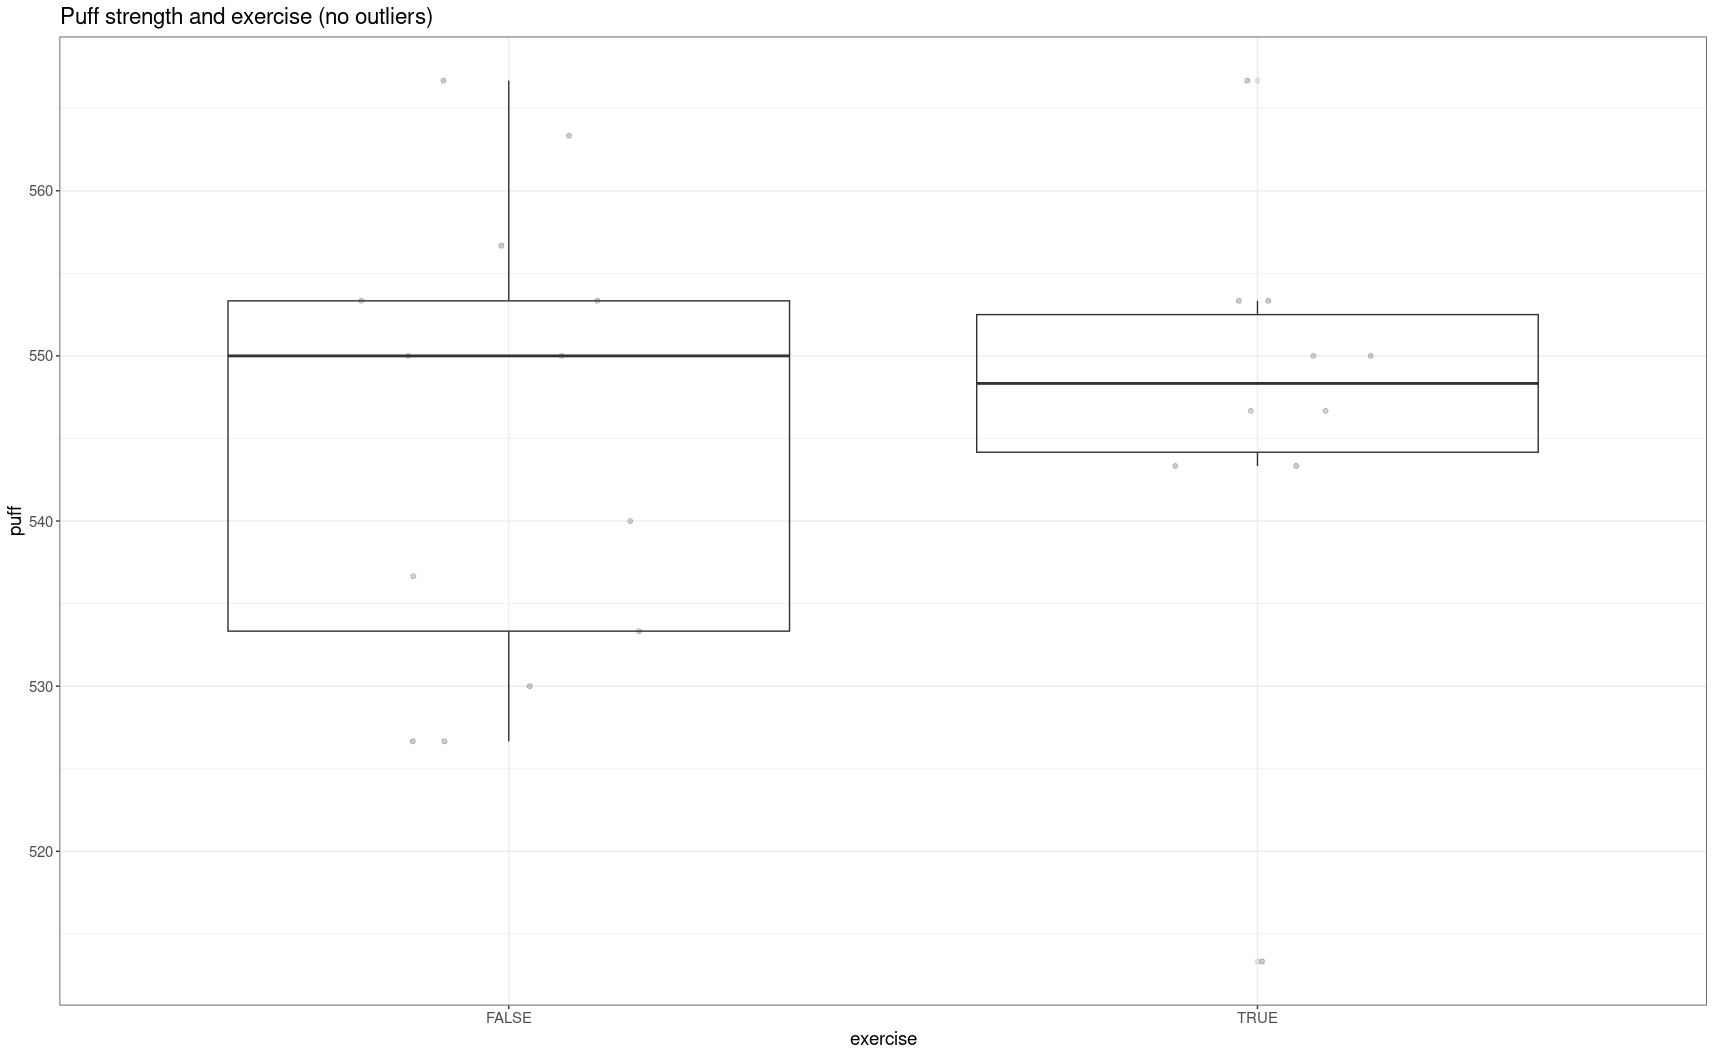 Puff strength and exercise (no outliers)
puff
560
550
540
530
520
FALSE
TRUE
exercise